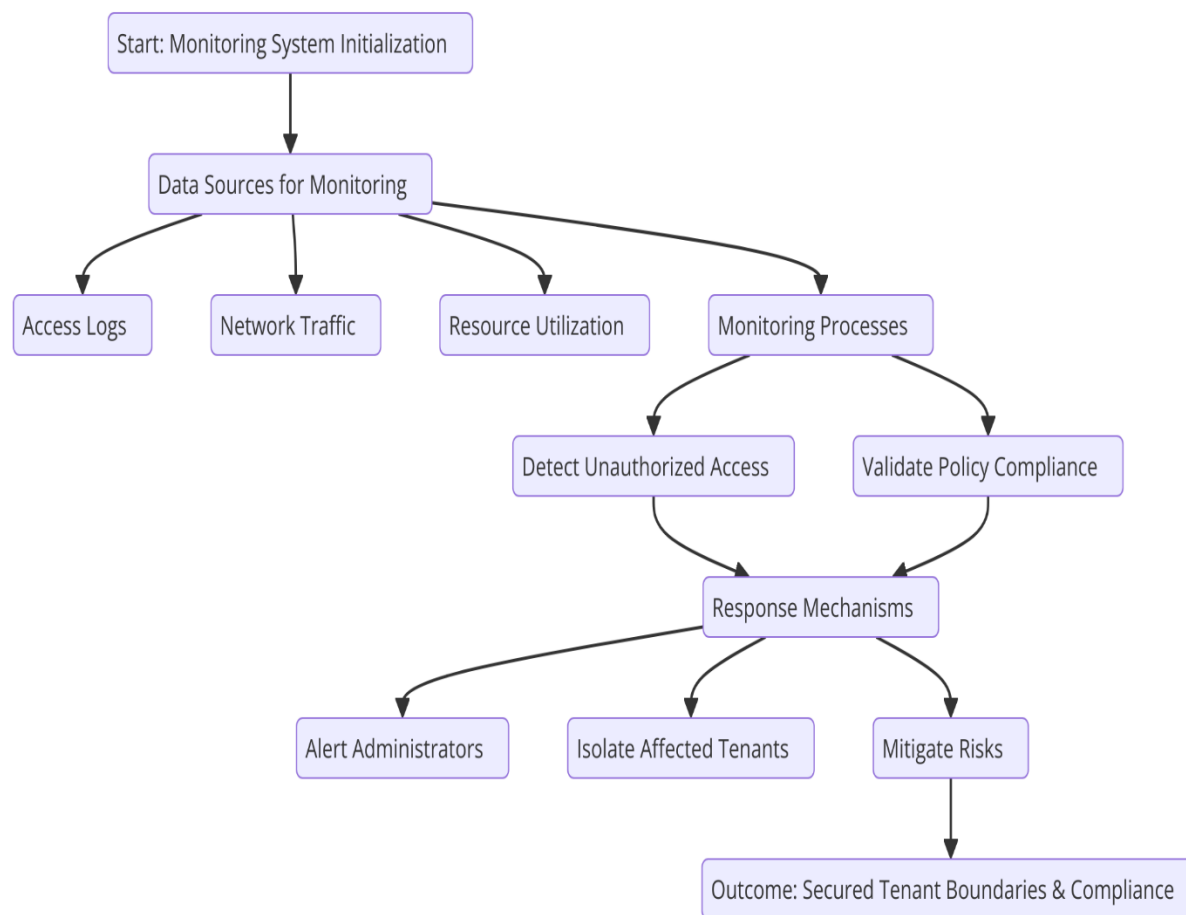 Start: Monitoring System Initialization
Data Sources for Monitoring
Access Logs
Network Traffic
Resource Utilization
Monitoring Processes
Detect Unauthorized Access
Validate Policy Compliance
Response Mechanisms
Alert Administrators
Isolate Affected Tenants
Mitigate Risks
Outcome: Secured Tenant Boundaries & Compliance